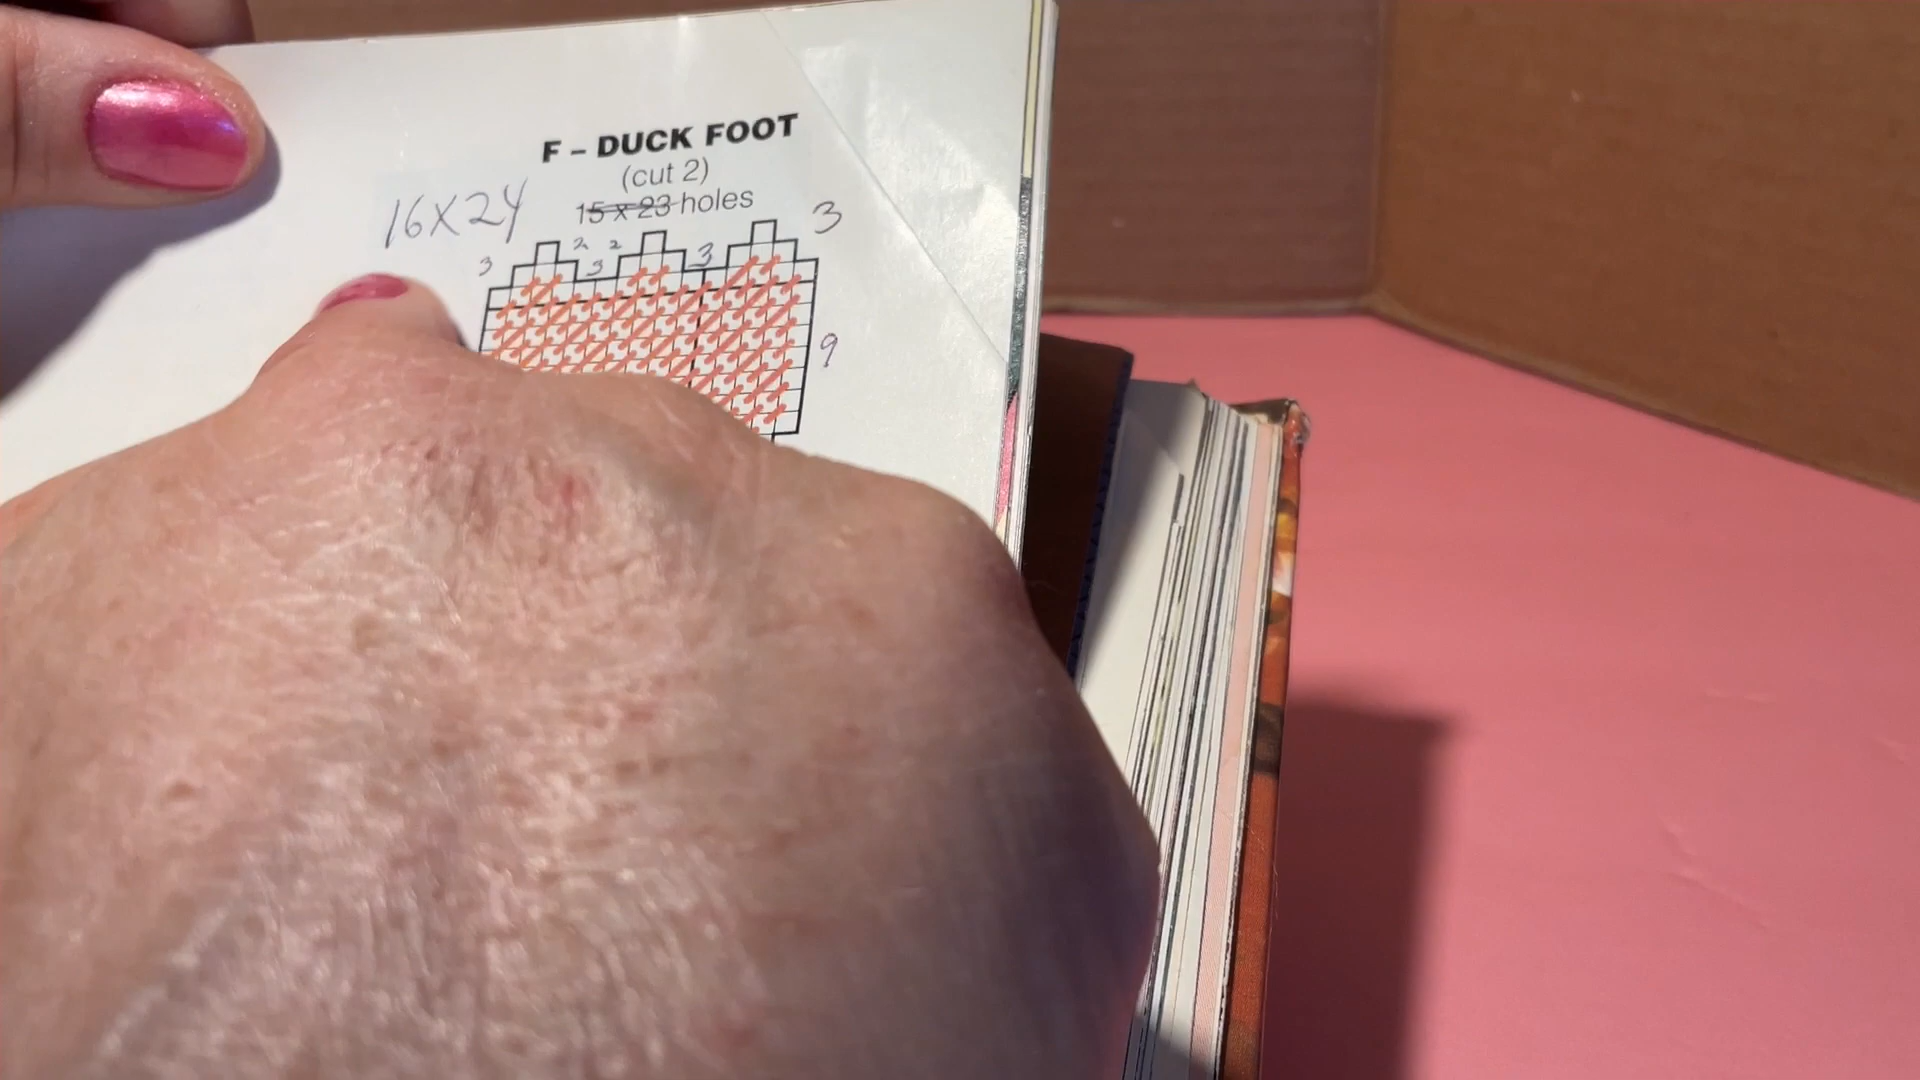 F – DUCK FOOT
(cut 2)
15 x 23 holes
16X24
3 2 2 3 3 3
9